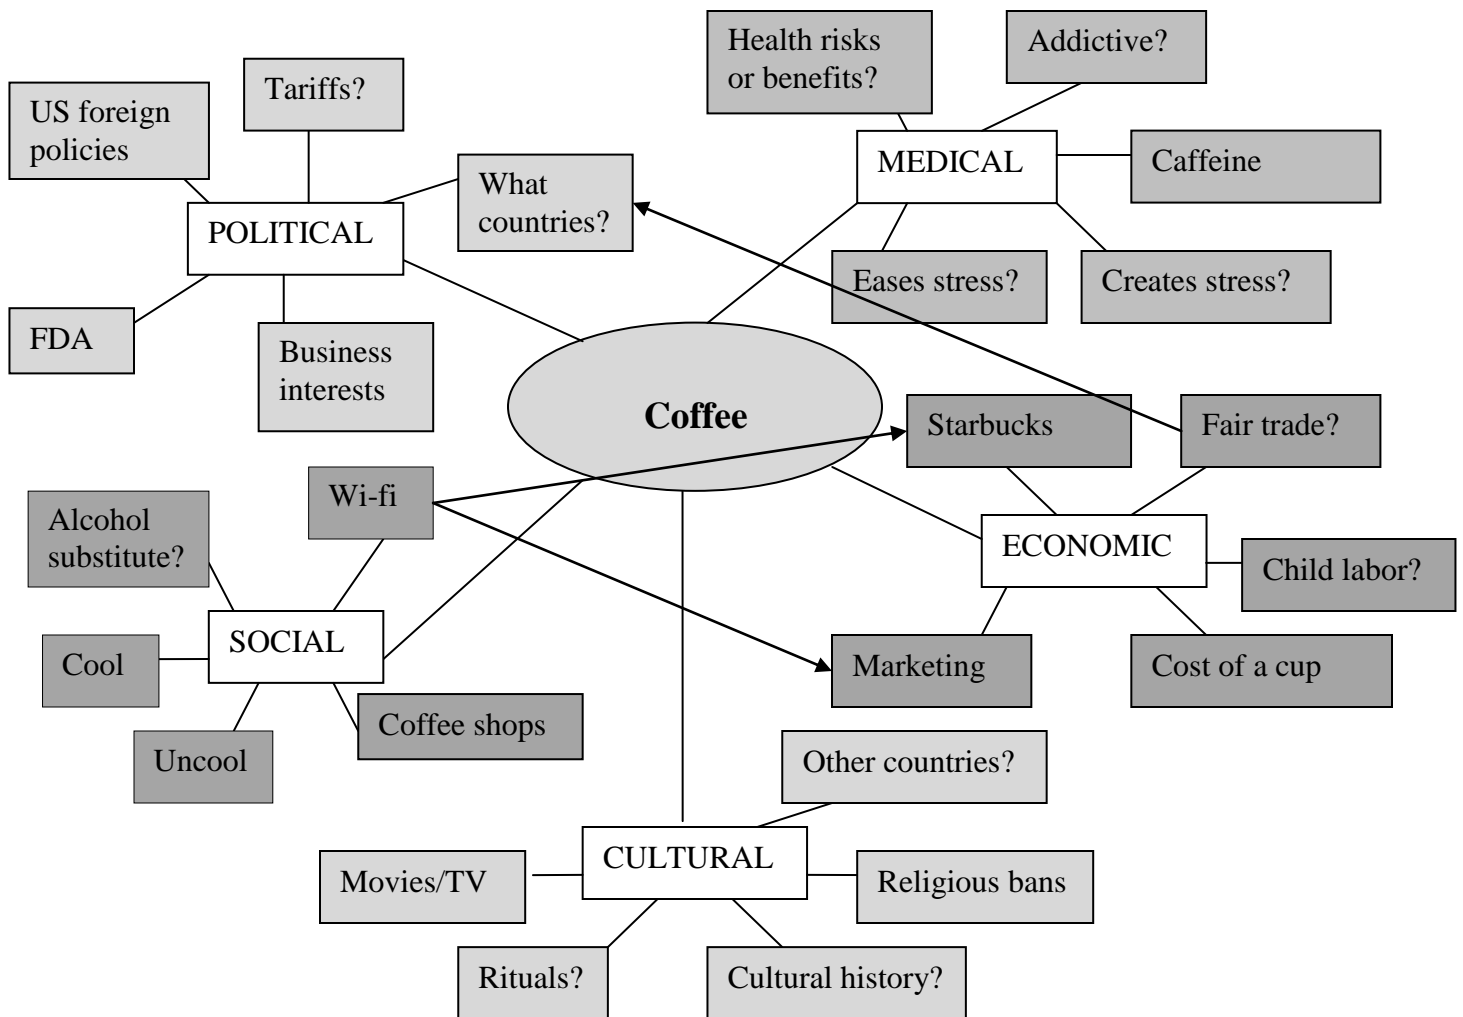 Health risks
or benefits?
Addictive?
Tariffs?
US foreign
policies
MEDICAL
Caffeine
What
countries?
POLITICAL
Eases stress?
Creates stress?
FDA
Business
interests
Coffee
Starbucks
Fair trade?
Wi-fi
Alcohol
substitute?
ECONOMIC
Child labor?
SOCIAL
Cool
Marketing
Cost of a cup
Coffee shops
Uncool
Other countries?
CULTURAL
Movies/TV
Religious bans
Rituals?
Cultural history?